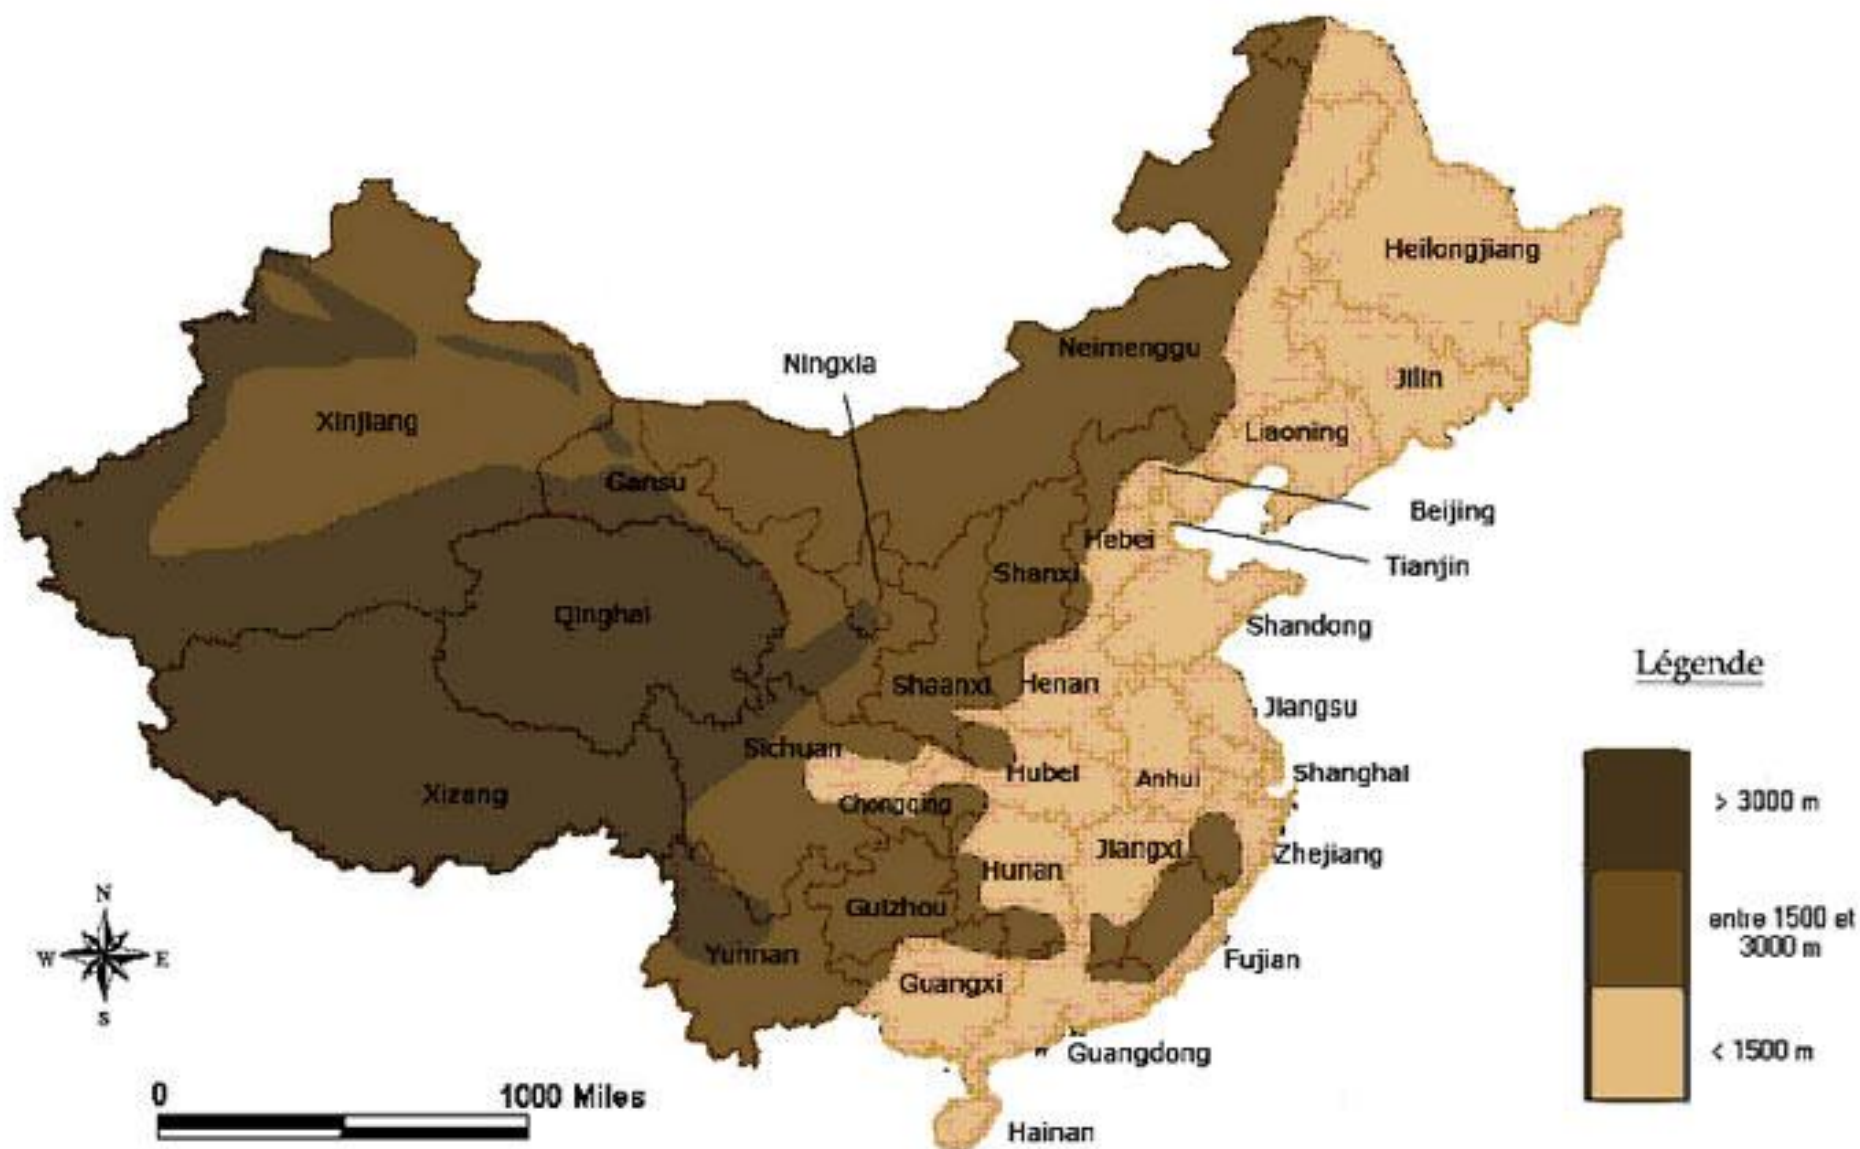 Heilongjiang
Neimenggu
Ningxia
Jilin
Xinjiang
Liaoning
Gansu
Beijing
Hebei
Tianjin
Shanxi
Qinghai
Shandong
Légende
Shaanxi
Henan
Jiangsu
Sichuan
Hubei
Anhui
Shanghai
Xizang
Chongqing
> 3000 m
Jiangxi
Zhejiang
Hunan
Guizhou
entre 1500 et
3000 m
N
W
E
S
Yunnan
Fujian
Guangxi
Guangdong
< 1500 m
0
1000 Miles
Hainan